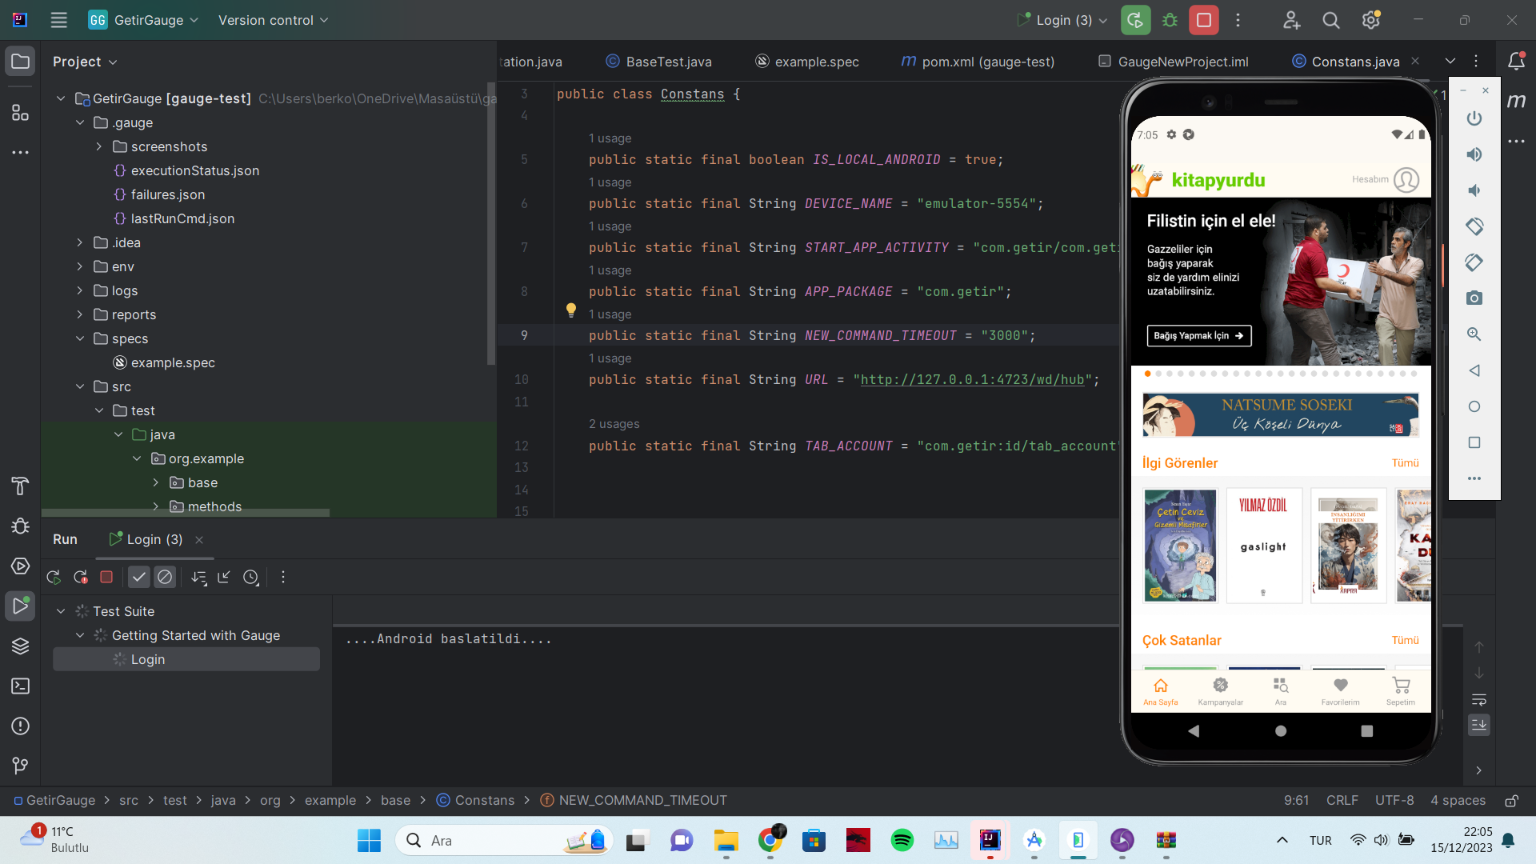 GG GetirGauge Version control Login (3)
Project
tation.java BaseTest.java example.spec pom.xml (gauge-test) GaugeNewProject.iml Constans.java
GetirGauge [gauge-test] C:\Users\berko\OneDrive\Masaüstü\ga
.gauge
screenshots
executionStatus.json
failures.json
lastRunCmd.json
.idea
env
logs
reports
specs
example.spec
src
test
java
org.example
base
methods
3 public class Constans {
4
1 usage
5 public static final boolean IS_LOCAL_ANDROID = true;
1 usage
6 public static final String DEVICE_NAME = "emulator-5554";
1 usage
7 public static final String START_APP_ACTIVITY = "com.getir/com.geti
1 usage
8 public static final String APP_PACKAGE = "com.getir";
1 usage
9 public static final String NEW_COMMAND_TIMEOUT = "3000";
1 usage
10 public static final String URL = "http://127.0.0.1:4723/wd/hub";
11
2 usages
12 public static final String TAB_ACCOUNT = "com.getir:id/tab_account"
13
14
15
1
7:05
kitapyurdu Hesabım
Filistin için el ele!
Gazzeliler için
bağış yaparak
siz de yardım elinizi
uzatabilirsiniz.
Bağış Yapmak İçin →
NATSUME SOSEKI
Üç Köşeli Dünya
İlgi Görenler Tümü
Çetin Ceviz
ve
Gizemli Misafirler
YILMAZ ÖZDİL
gaslight
İNSANLIĞIMI
YİTİRİRKEN
Çok Satanlar Tümü
Ana Sayfa Kampanyalar Ara Favorilerim Sepetim
Run Login (3)
Test Suite
Getting Started with Gauge
Login
....Android baslatildi....
GetirGauge > src > test > java > org > example > base > Constans > NEW_COMMAND_TIMEOUT 9:61 CRLF UTF-8 4 spaces
1 11°C
Bulutlu
Ara
TUR
22:05
15/12/2023